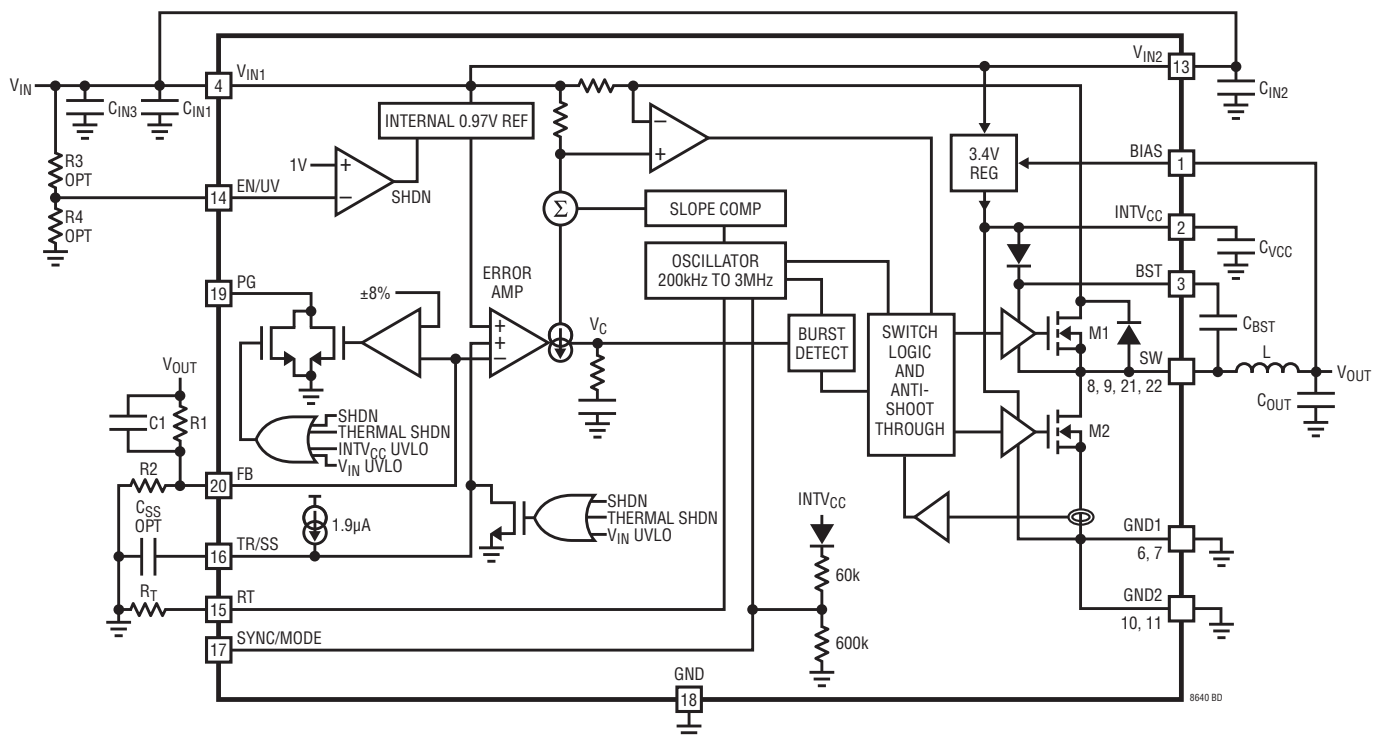 VIN
CIN3
CIN1
4
VIN1
VIN2
13
CIN2
R3
OPT
R4
OPT
14
EN/UV
1V
+
−
SHDN
INTERNAL 0.97V REF
−
+
Σ
SLOPE COMP
OSCILLATOR
200kHz TO 3MHz
3.4V
REG
BIAS
1
INTVCC
2
CVCC
BST
3
CBST
19
PG
±8%
ERROR
AMP
+
+
−
VC
BURST
DETECT
SWITCH
LOGIC
AND
ANTI-
SHOOT
THROUGH
M1
SW
8, 9, 21, 22
L
VOUT
COUT
M2
VOUT
C1
R1
SHDN
THERMAL SHDN
INTVCC UVLO
VIN UVLO
R2
20
FB
CSS
OPT
1.9µA
16
TR/SS
SHDN
THERMAL SHDN
VIN UVLO
INTVCC
60k
600k
GND1
6, 7
GND2
10, 11
RT
15
RT
17
SYNC/MODE
GND
18
8640 BD